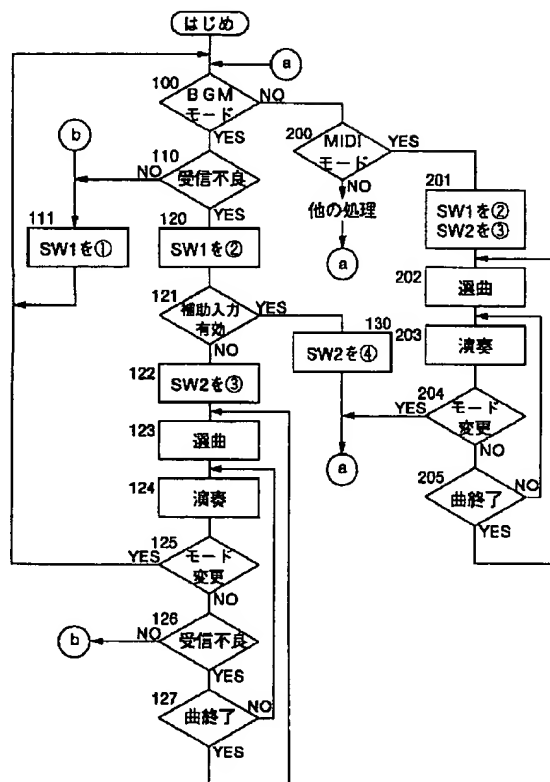 はじめ
a
100
BGM
モード
NO
YES
b
110
受信不良
NO
YES
111
SW1を①
120
SW1を②
121
補助入力
有効
YES
NO
122
SW2を③
130
SW2を④
a
123
選曲
124
演奏
125
モード
変更
YES
NO
126
受信不良
NO
b
YES
127
曲終了
NO
YES
200
MIDI
モード
YES
NO
他の処理
a
201
SW1を②
SW2を③
202
選曲
203
演奏
204
モード
変更
YES
NO
205
曲終了
NO
YES